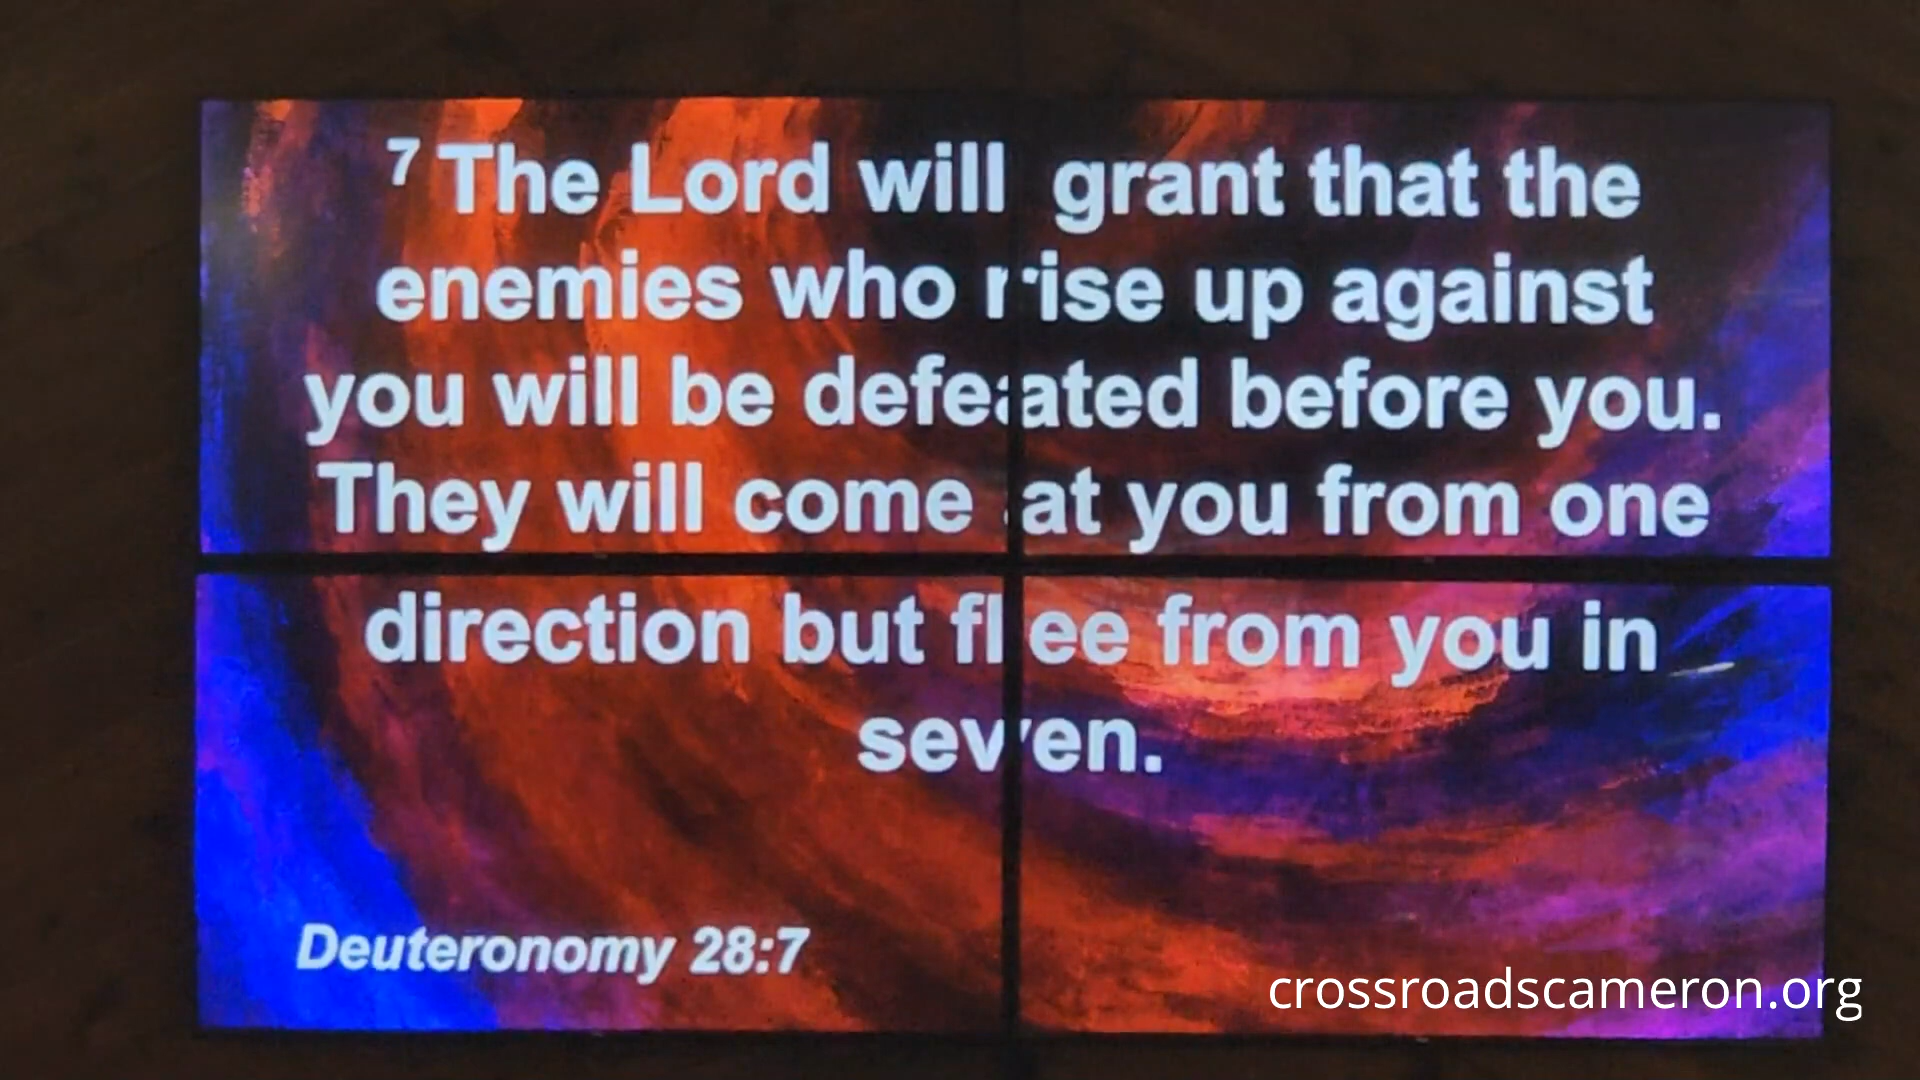 7 The Lord will grant that the
enemies who rise up against
you will be defeated before you.
They will come at you from one
direction but flee from you in
seven.
Deuteronomy 28:7
crossroadscameron.org